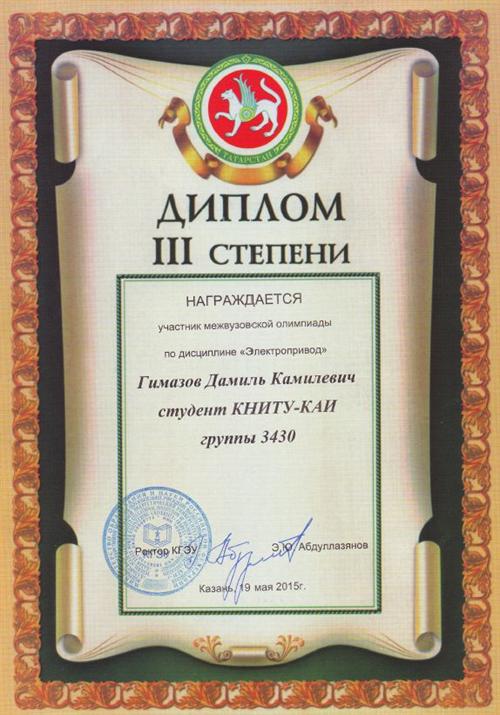 ТАТАРСТАН
ДИПЛОМ
III СТЕПЕНИ
НАГРАЖДАЕТСЯ
участник межвузовской олимпиады
по дисциплине «Электропривод»
Гимазов Дамиль Камилевич
студент КНИТУ-КАИ
группы 3430
Ректор КГЭУ Э.Ю. Абдуллазянов
Казань, 19 мая 2015г.